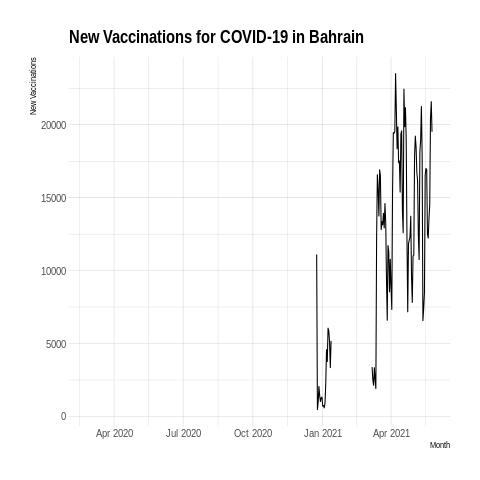 New Vaccinations for COVID-19 in Bahrain
New Vaccinations
20000
15000
10000
5000
0
Apr 2020 Jul 2020 Oct 2020 Jan 2021 Apr 2021
Month